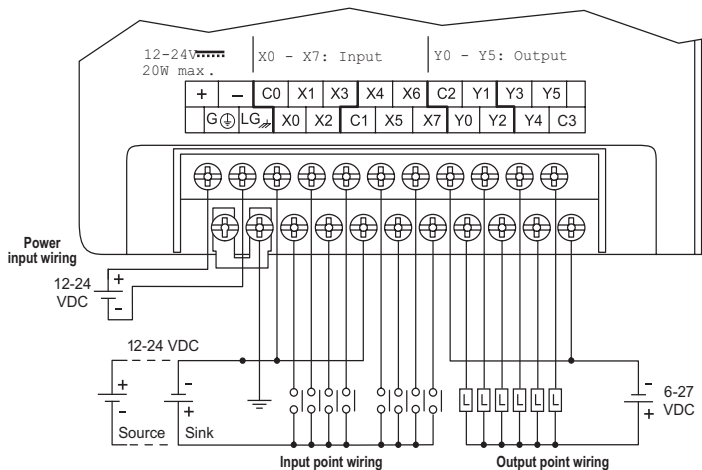 12-24V X0 - X7: Input Y0 - Y5: Output
20W max.
+ – C0 X1 X3 X4 X6 C2 Y1 Y3 Y5
G LG X0 X2 C1 X5 X7 Y0 Y2 Y4 C3
Power
input wiring
+
12-24
VDC
-
12-24 VDC
+ - -
- + +
L L L L L L
6-27
VDC
Source Sink
Input point wiring Output point wiring